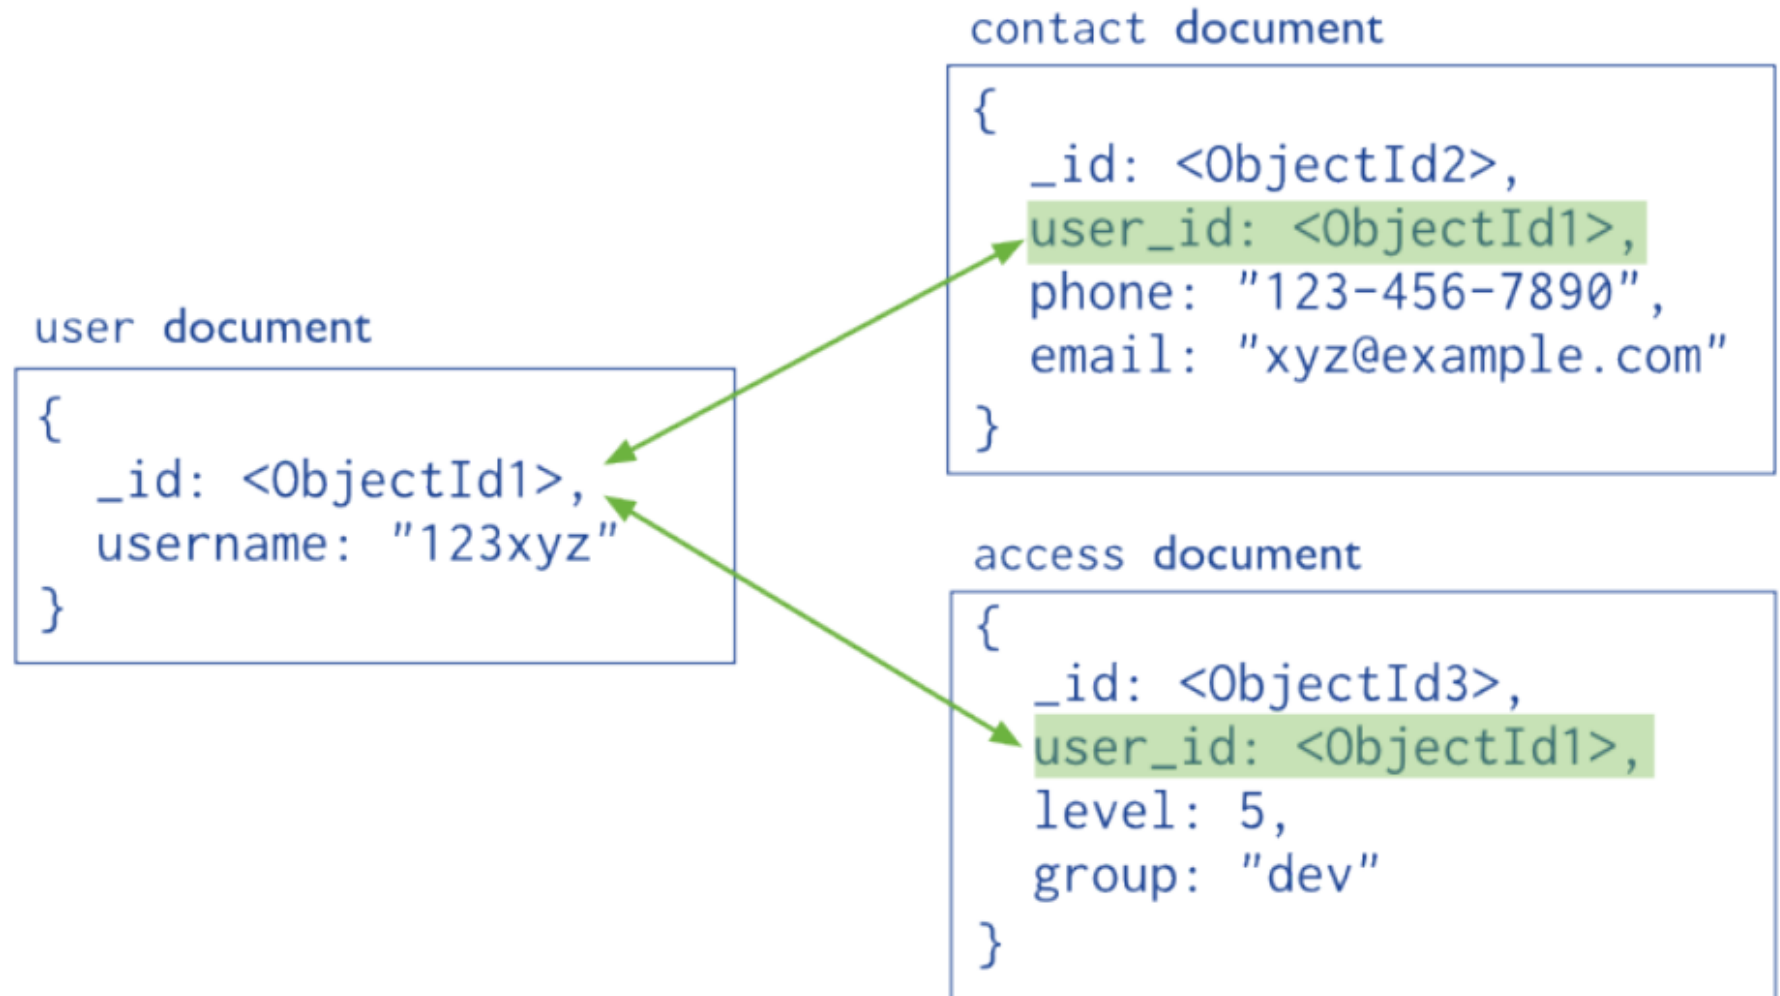 user document
{
_id: <ObjectId1>,
username: "123xyz"
}
contact document
{
_id: <ObjectId2>,
user_id: <ObjectId1>,
phone: "123-456-7890",
email: "xyz@example.com"
}
access document
{
_id: <ObjectId3>,
user_id: <ObjectId1>,
level: 5,
group: "dev"
}